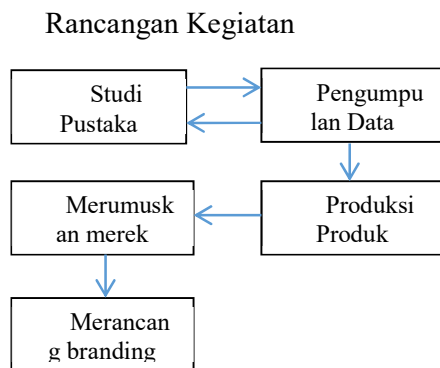 Rancangan Kegiatan
Studi
Pustaka
Pengumpu
lan Data
Merumusk
an merek
Produksi
Produk
Merancan
g branding